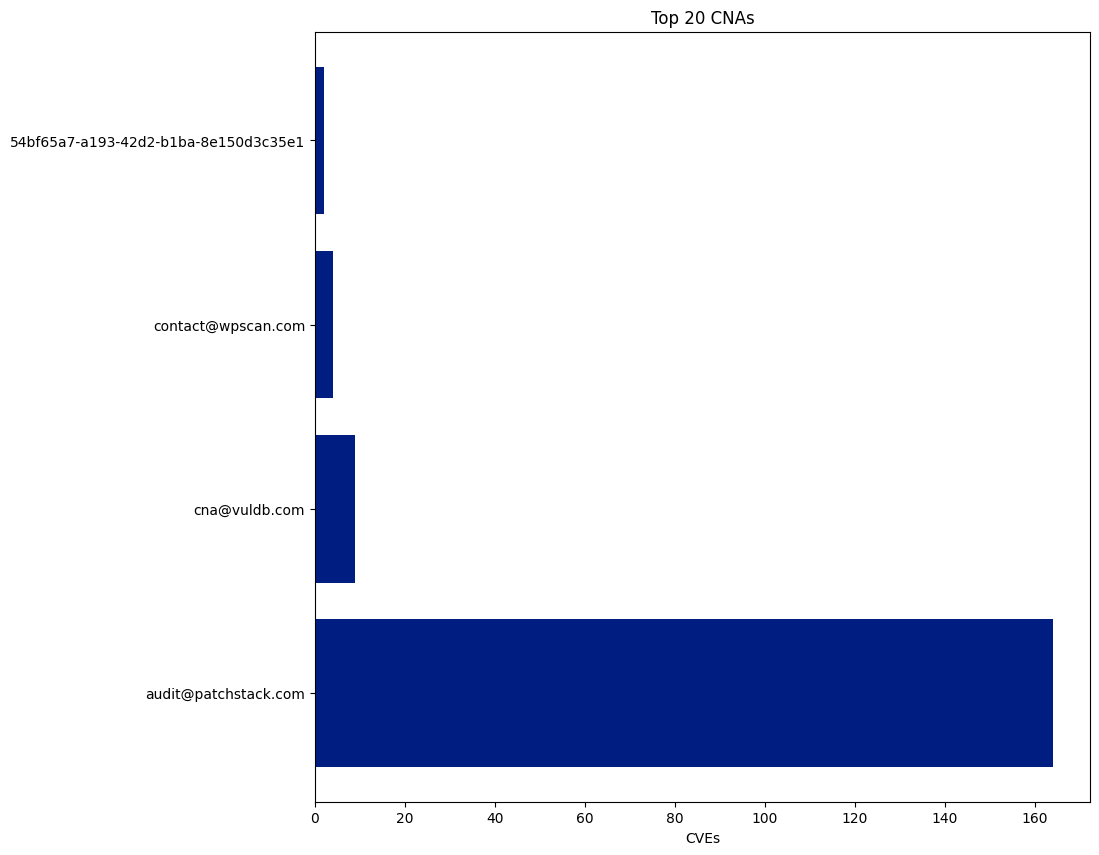 Top 20 CNAs
54bf65a7-a193-42d2-b1ba-8e150d3c35e1
contact@wpscan.com
cna@vuldb.com
audit@patchstack.com
0 20 40 60 80 100 120 140 160
CVEs